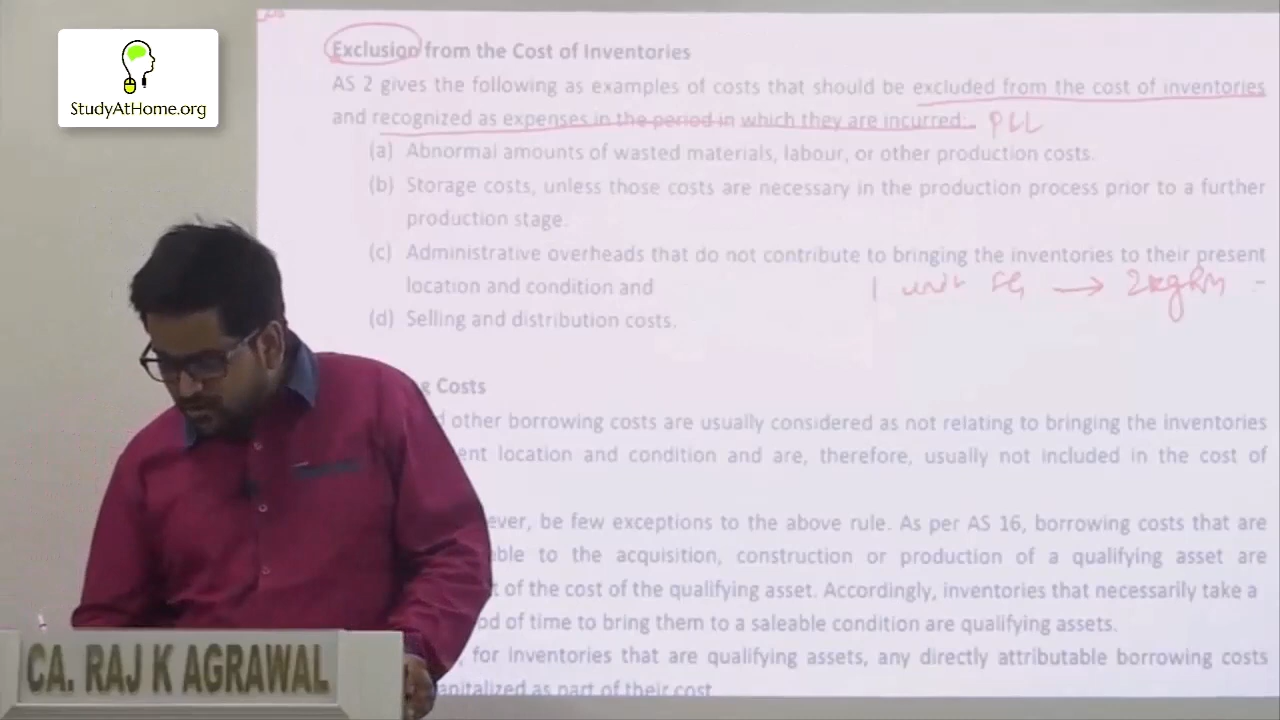 StudyAtHome.org
Exclusion from the Cost of Inventories
AS 2 gives the following as examples of costs that should be excluded from the cost of inventories
and recognized as expenses in the period in which they are incurred. P&L
(a) Abnormal amounts of wasted materials, labour, or other production costs.
(b) Storage costs, unless those costs are necessary in the production process prior to a further
production stage.
(c) Administrative overheads that do not contribute to bringing the inventories to their present
location and condition and
1 unit FG → 2kg RM
(d) Selling and distribution costs.
Costs
other borrowing costs are usually considered as not relating to bringing the inventories
location and condition and are, therefore, usually not included in the cost of
be few exceptions to the above rule. As per AS 16, borrowing costs that are
to the acquisition, construction or production of a qualifying asset are
of the cost of the qualifying asset. Accordingly, inventories that necessarily take a
of time to bring them to a saleable condition are qualifying assets.
for inventories that are qualifying assets, any directly attributable borrowing costs
as part of their cost
CA. RAJ K AGRAWAL